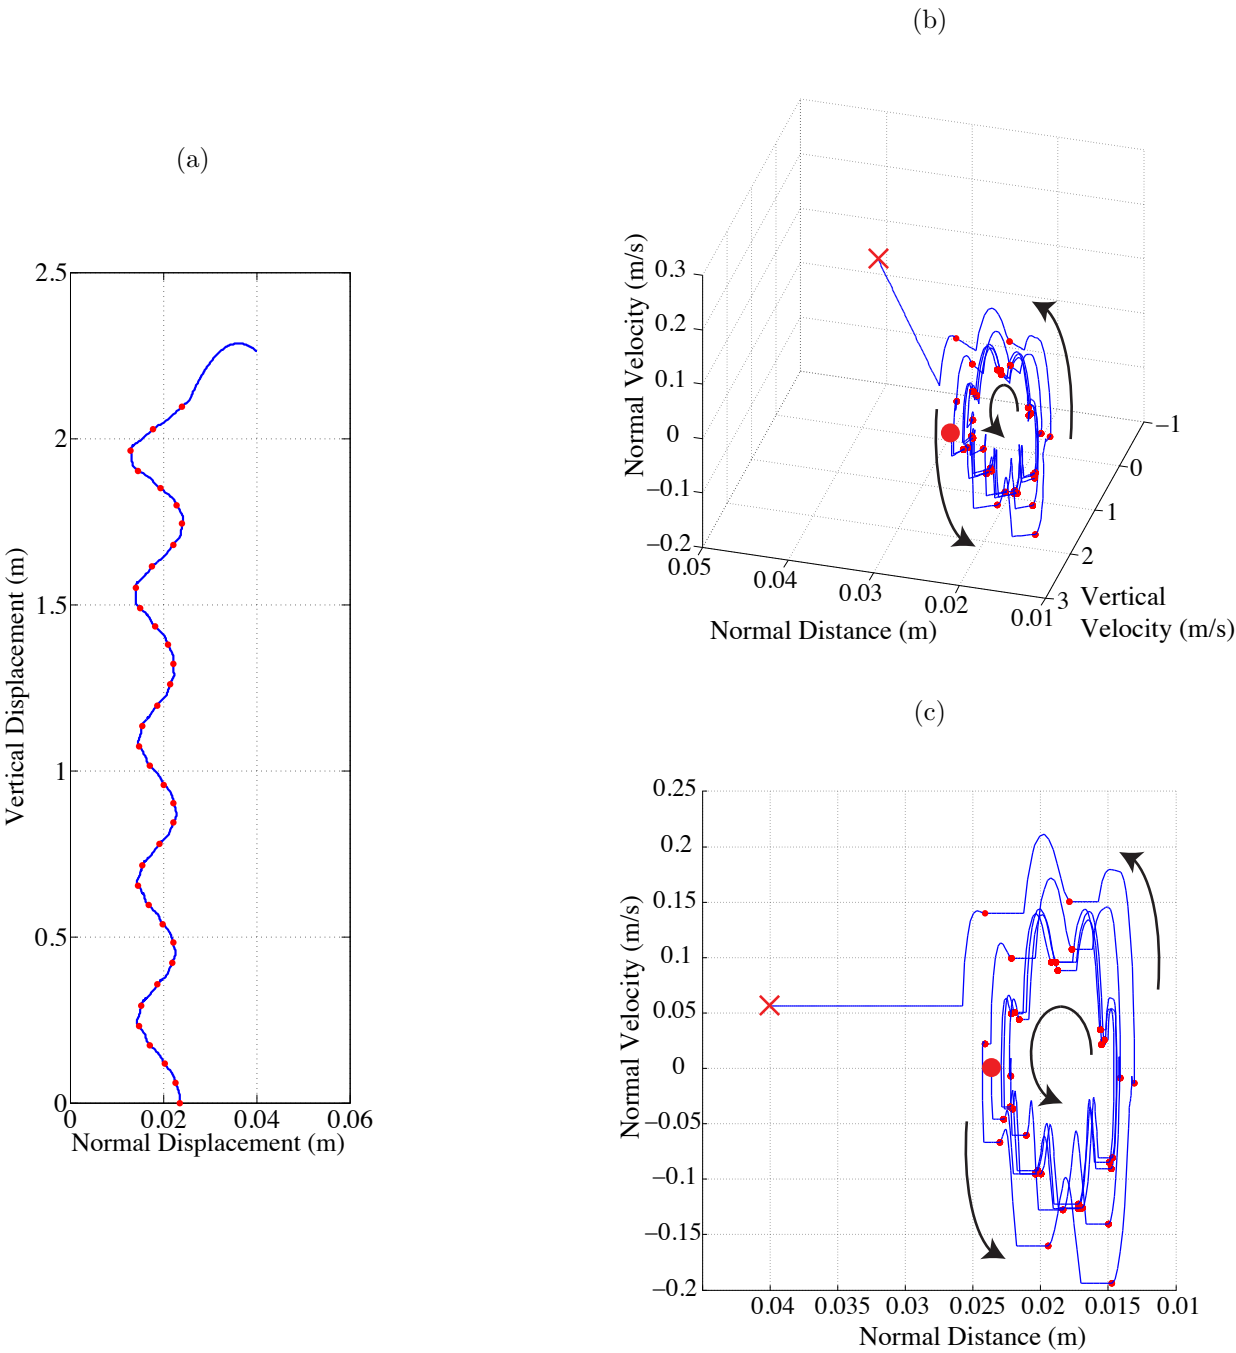 (a)
2.5
2
1.5
1
0.5
0
Vertical Displacement (m)
0 0.02 0.04 0.06
Normal Displacement (m)
(b)
0.3
0.2
0.1
0
–0.1
–0.2
Normal Velocity (m/s)
0.05 0.04 0.03 0.02 0.01
Normal Distance (m)
–1
0
1
2
3
Vertical
Velocity (m/s)
(c)
0.25
0.2
0.15
0.1
0.05
0
–0.05
–0.1
–0.15
–0.2
Normal Velocity (m/s)
0.04 0.035 0.03 0.025 0.02 0.015 0.01
Normal Distance (m)